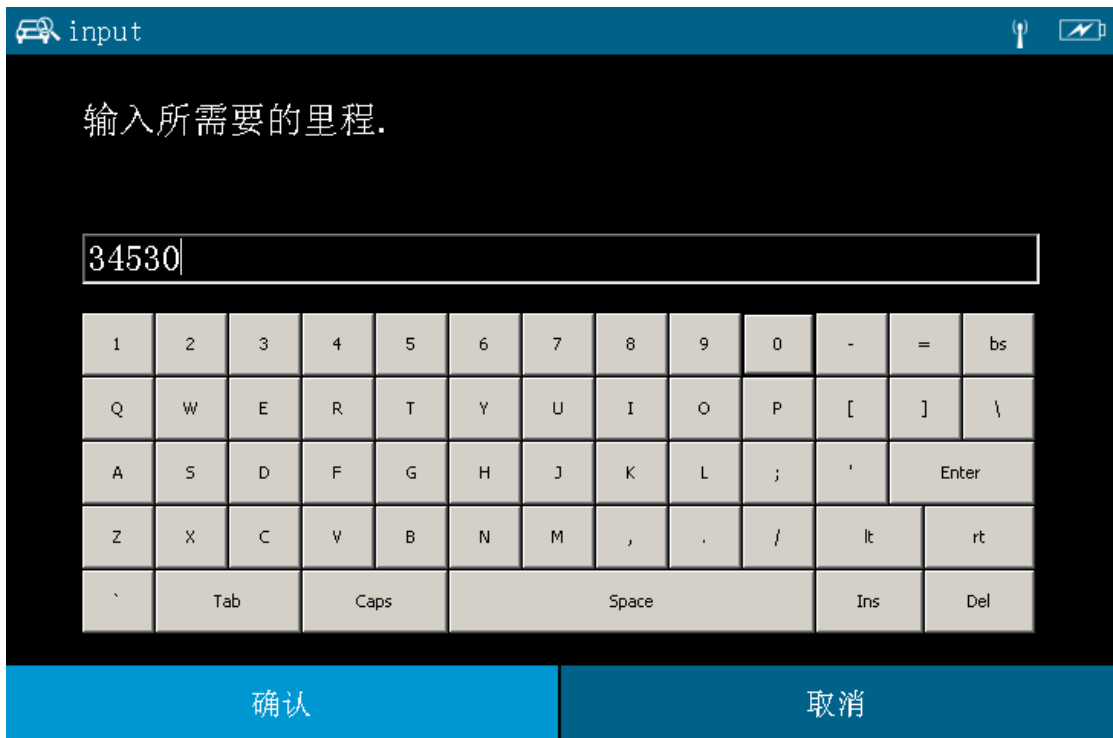 input
输入所需要的里程.
34530
1 2 3 4 5 6 7 8 9 0 - = bs
Q W E R T Y U I O P [ ] \
A S D F G H J K L ; ' Enter
Z X C V B N M , . / lt rt
` Tab Caps Space Ins Del
确认 取消